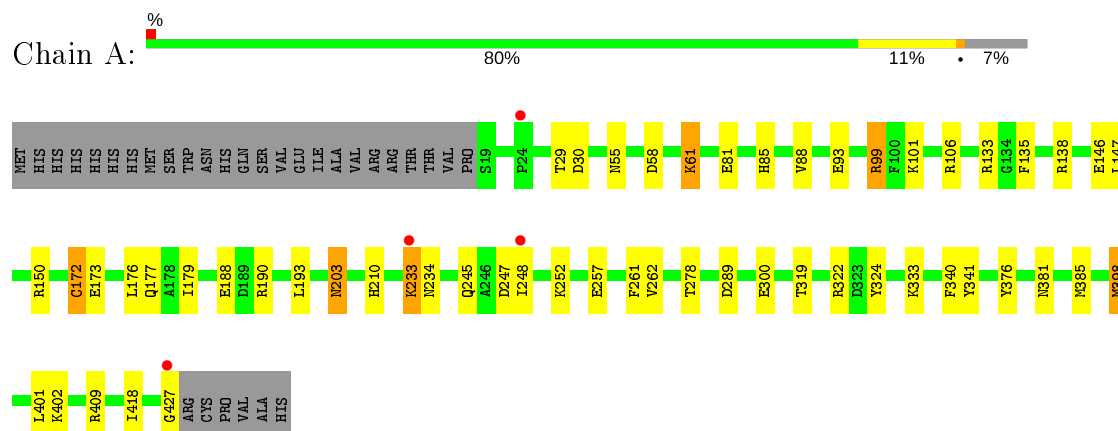 %
Chain A:
80% 11% • 7%
MET HIS HIS HIS HIS HIS HIS MET SER TRP ASN HIS GLN SER VAL GLU ILE ALA VAL ARG ARG THR THR VAL PRO S19 P24 T29 D30 N55 D58 K61 E81 H85 V88 E93 R99 F100 K101 R106 R133 G134 F135 R138 E146 L147
R150 C172 E173 L176 Q177 A178 I179 E188 D189 R190 L193 N203 H210 K233 N234 Q245 A246 D247 I248 K252 E257 F261 V262 T278 D289 E300 T319 R322 D323 Y324 K333 F340 Y341 Y376 N381 M385
L401 K402 R409 I418 G427 ARG CYS PRO VAL ALA HIS